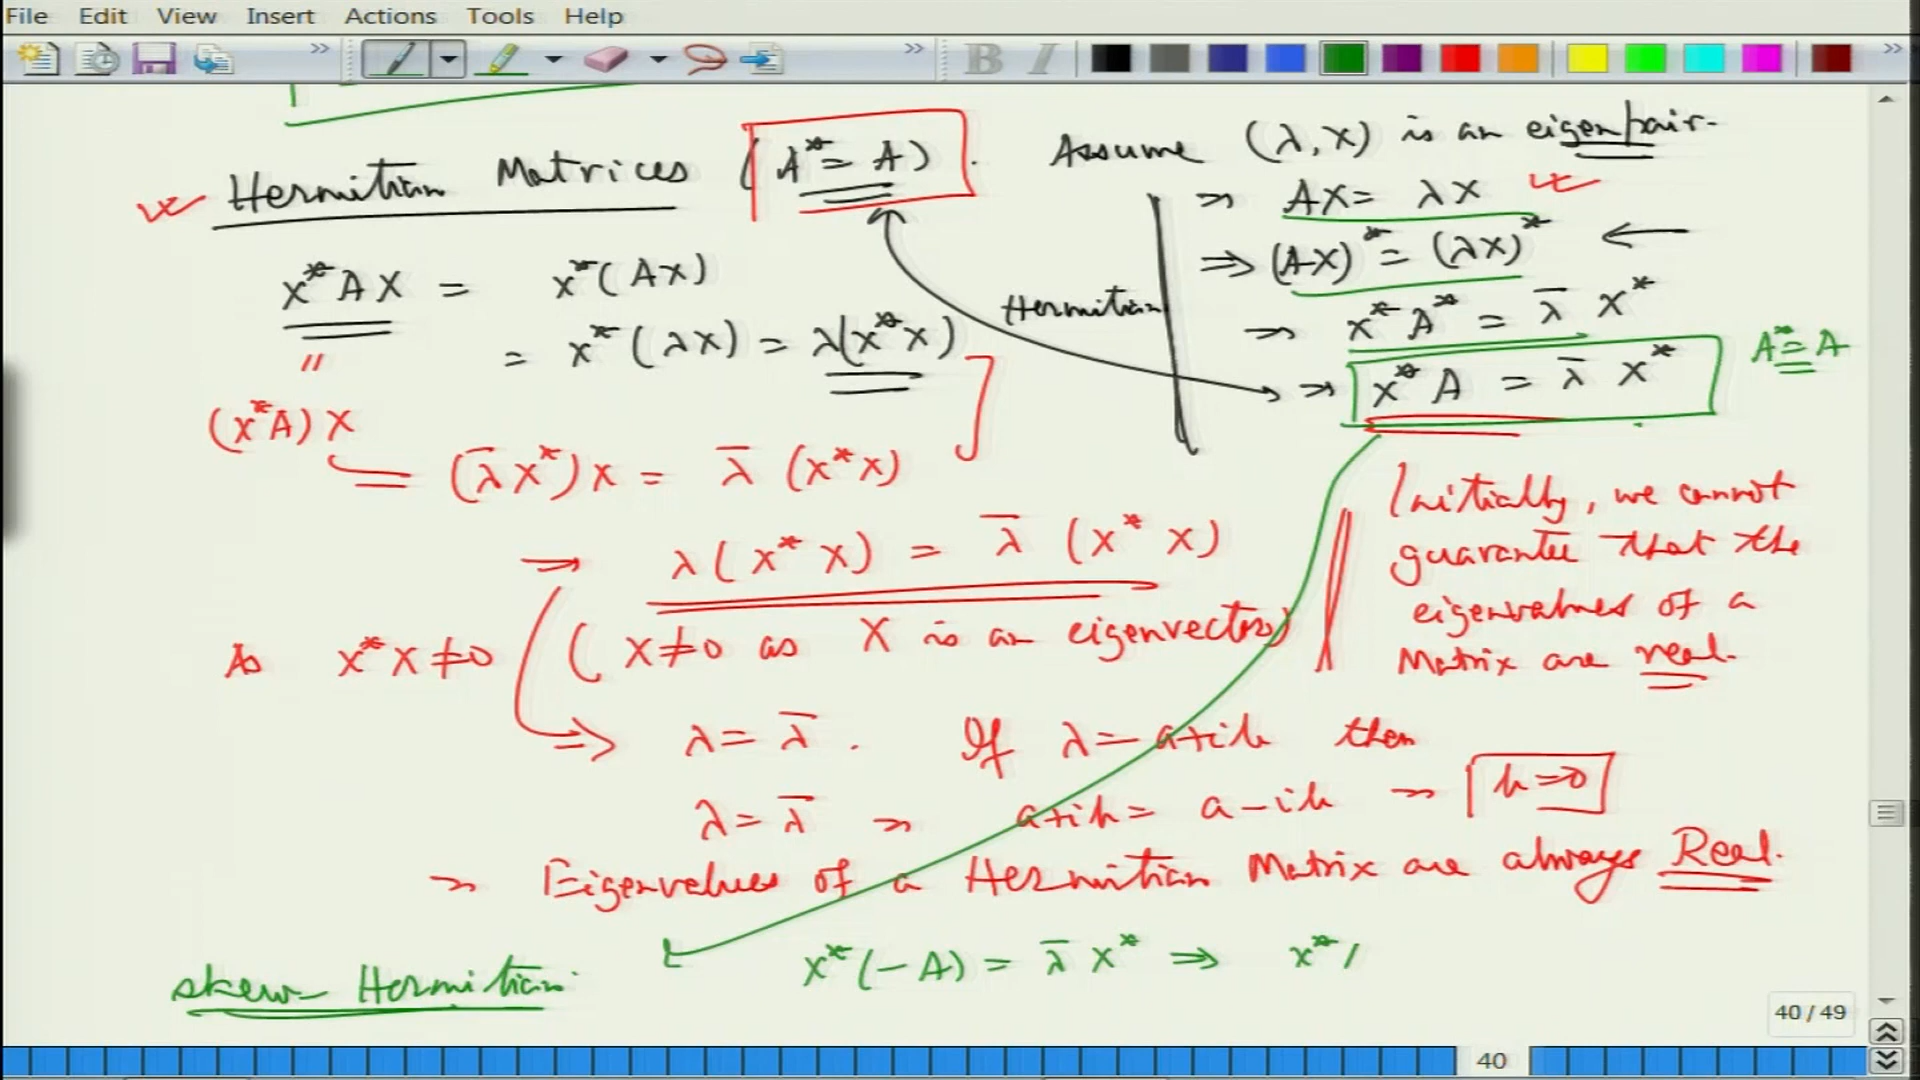 File Edit View Insert Actions Tools Help
B I
Hermitian Matrices (A* = A).
x*AX = x*(AX)
= x*(λx) = λ(x*x)
"
(x*A)X
= (λ̄x*)x = λ̄ (x*x)
Assume (λ,x) is an eigenpair.
⇒ AX = λX
⇒ (AX)* = (λX)*
Hermitian
⇒ x*A* = λ̄ x*
⇒ x*A = λ̄ x*
A* = A
⇒ λ(x*x) = λ̄ (x*x)
As x*x≠0 (x≠0 as X is an eigenvector)
Initially, we cannot
guarantee that the
eigenvalues of a
Matrix are real.
⇒ λ = λ̄. If λ = a+ib then
λ = λ̄ ⇒ a+ib = a-ib ⇒ b=0
⇒ Eigenvalues of a Hermitian Matrix are always Real.
skew-Hermitian: x*(-A) = λ̄ x* ⇒ x*
40 / 49
40